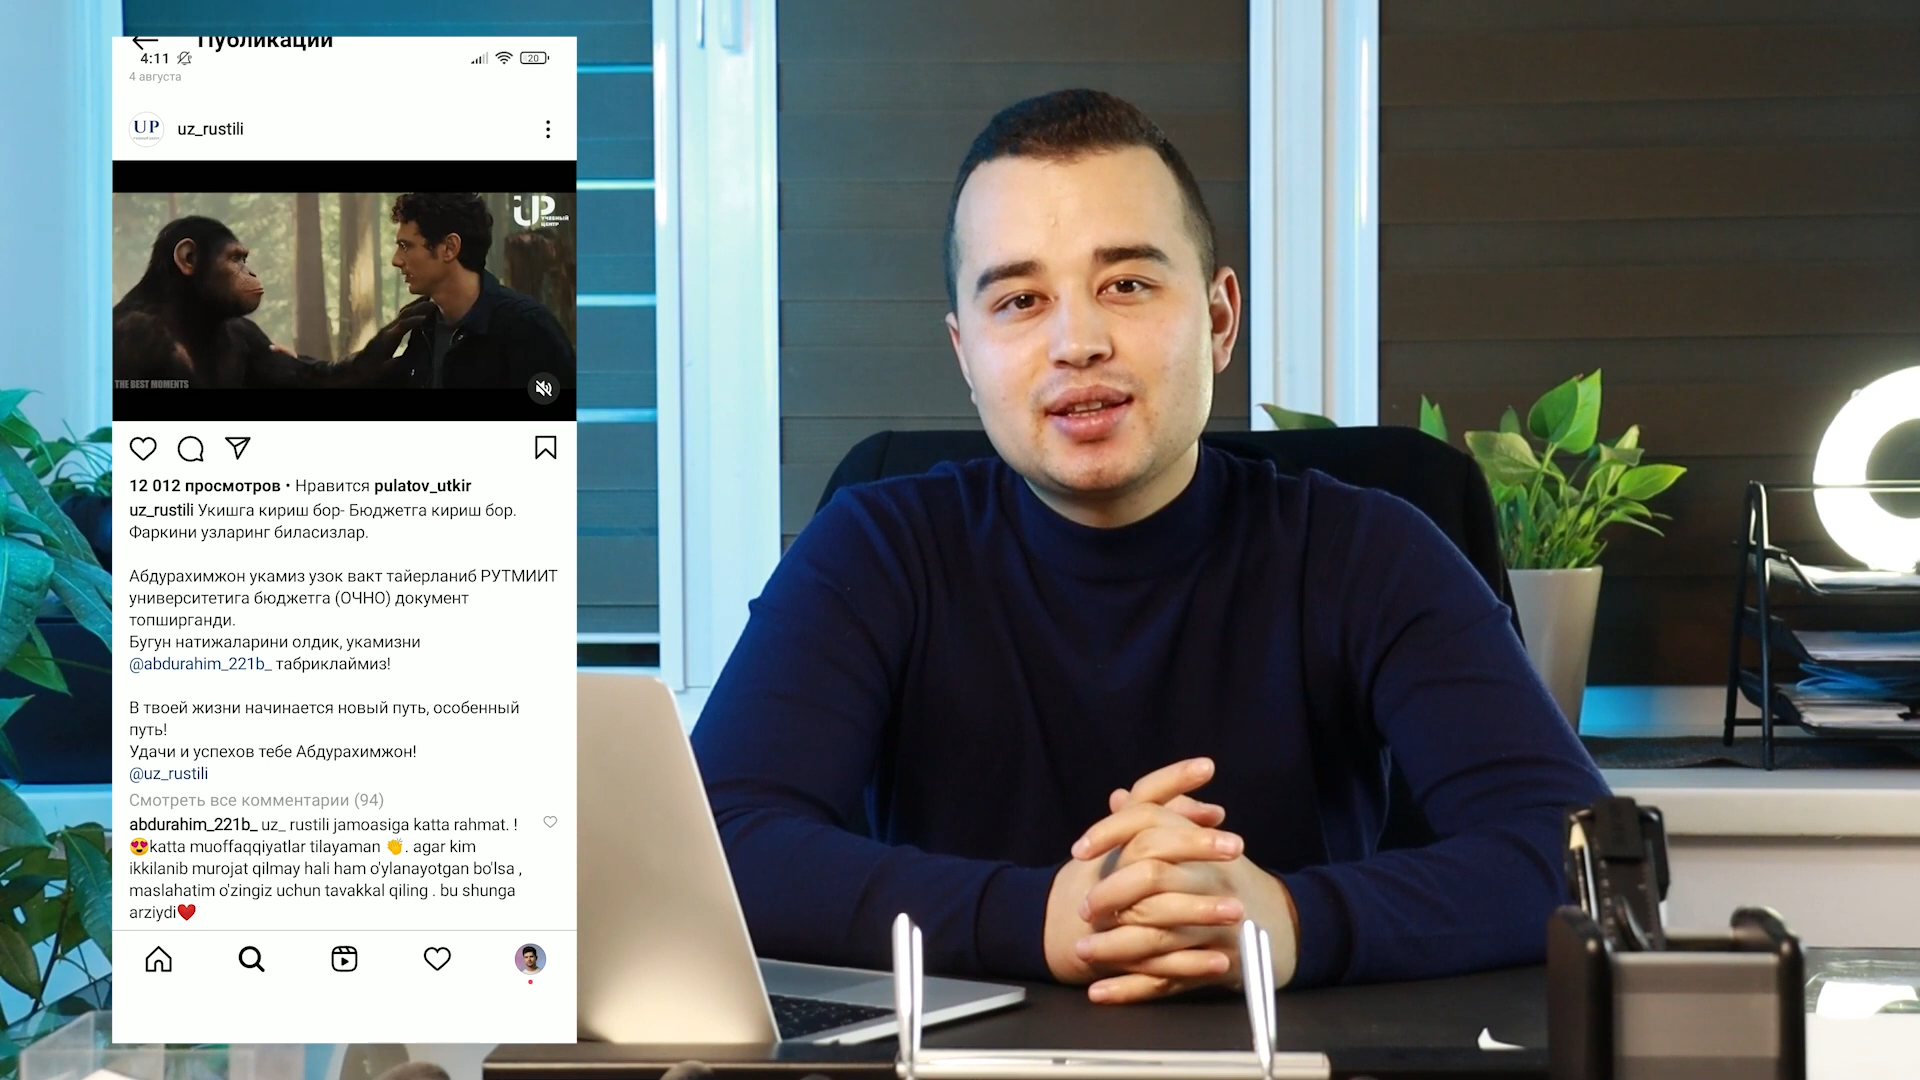 Публикации
4:11
20
4 августа
UP
uz_rustili
UP
УЧЕБНЫЙ
ЦЕНТР
THE BEST MOMENTS
12 012 просмотров • Нравится pulatov_utkir
uz_rustili Укишга кириш бор- Бюджетга кириш бор.
Фаркини узларинг биласизлар.
Абдурахимжон укамиз узок вакт тайерланиб РУТМИИТ
университетига бюджетга (ОЧНО) документ
топширганди.
Бугун натижаларини олдик, укамизни
@abdurahim_221b_ табриклаймиз!
В твоей жизни начинается новый путь, особенный
путь!
Удачи и успехов тебе Абдурахимжон!
@uz_rustili
Смотреть все комментарии (94)
abdurahim_221b_ uz_ rustili jamoasiga katta rahmat. !
😍katta muoffaqqiyatlar tilayaman 👏. agar kim
ikkilanib murojat qilmay hali ham o'ylanayotgan bo'lsa ,
maslahatim o'zingiz uchun tavakkal qiling . bu shunga
arziydi❤️